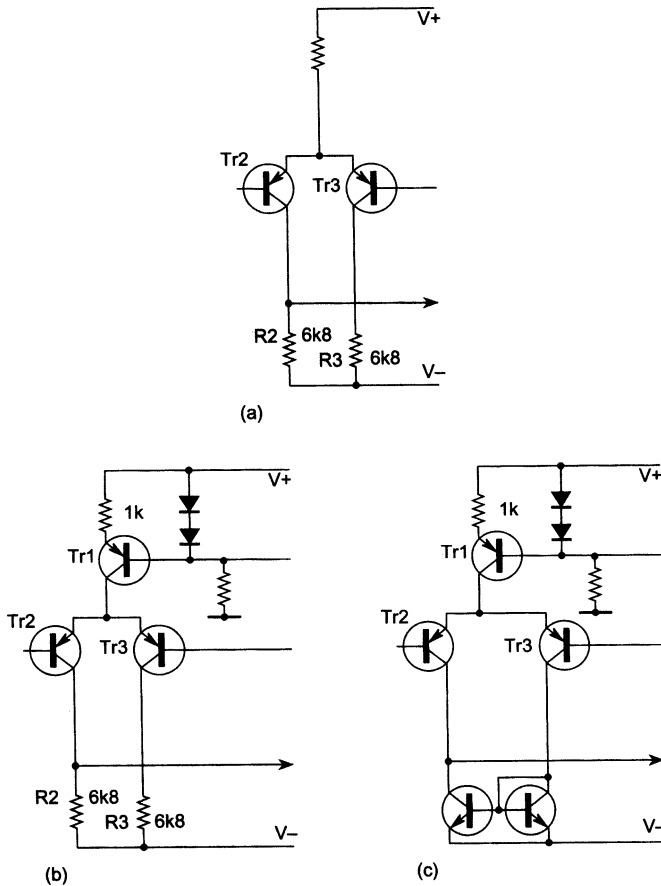 V+
Tr2
Tr3
R2 6k8
R3 6k8
V–
(a)
V+
1k
Tr1
Tr2
Tr3
R2 6k8
R3 6k8
V–
(b)
V+
1k
Tr1
Tr2
Tr3
V–
(c)